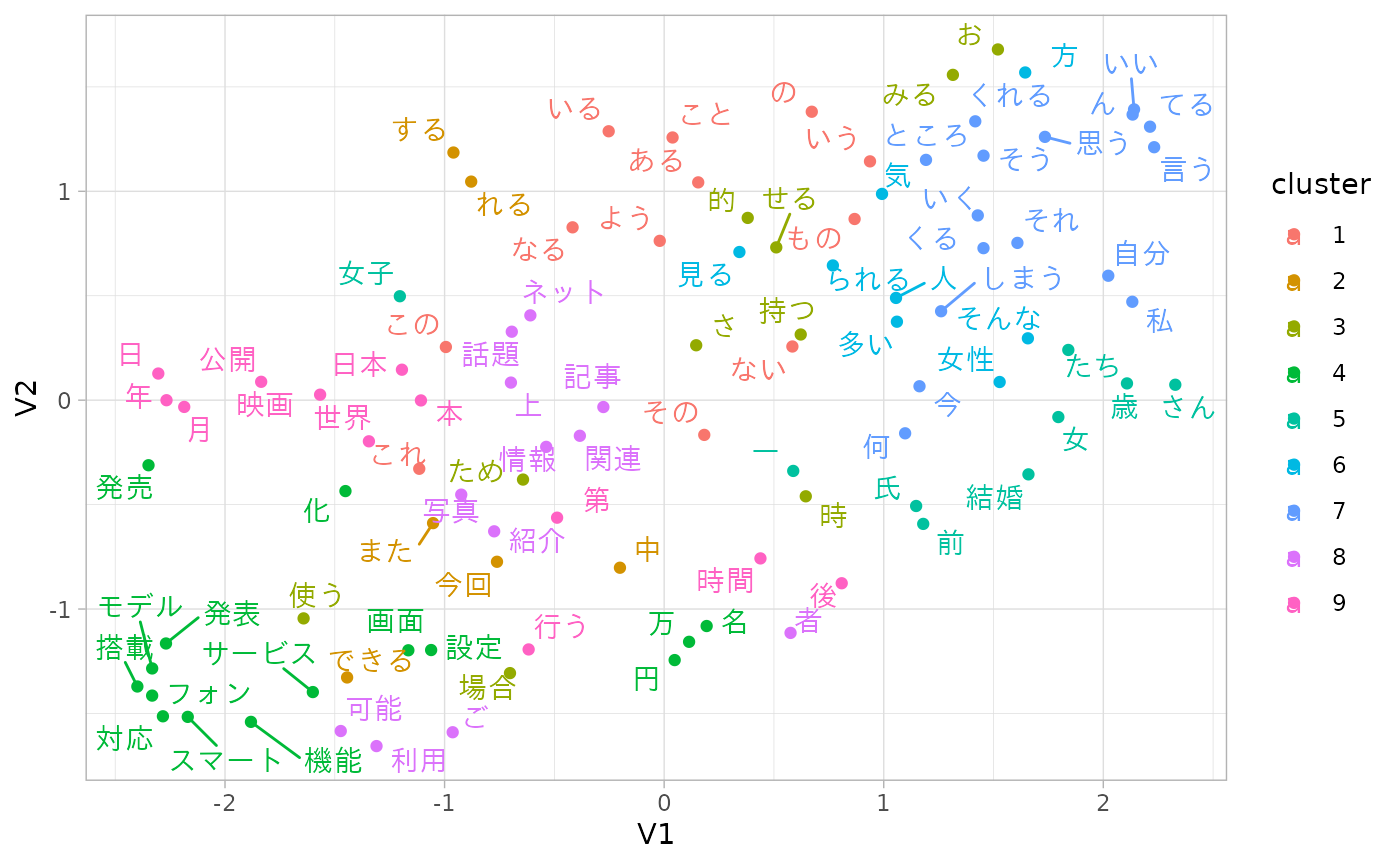 お
方
いい
みる
くれる
ん
てる
いる
こと
の
する
いう
ところ
思う
ある
そう
言う
気
れる
的
せる
いく
よう
もの
くる
それ
なる
自分
女子
見る
られる
人
しまう
ネット
この
さ
持つ
そんな
私
日
公開
日本
話題
多い
女性
年
映画
記事
ない
たち
月
世界
本
上
その
今
歳
さん
これ
情報
関連
一
何
女
発売
ため
化
写真
第
氏
結婚
時
また
紹介
中
前
今回
時間
後
モデル
発表
使う
画面
行う
万
名
者
搭載
サービス
できる
設定
円
フォン
場合
可能
ご
対応
スマート
機能
利用
1
0
-1
V2
-2
-1
0
1
2
V1
cluster
a 1
a 2
a 3
a 4
a 5
a 6
a 7
a 8
a 9